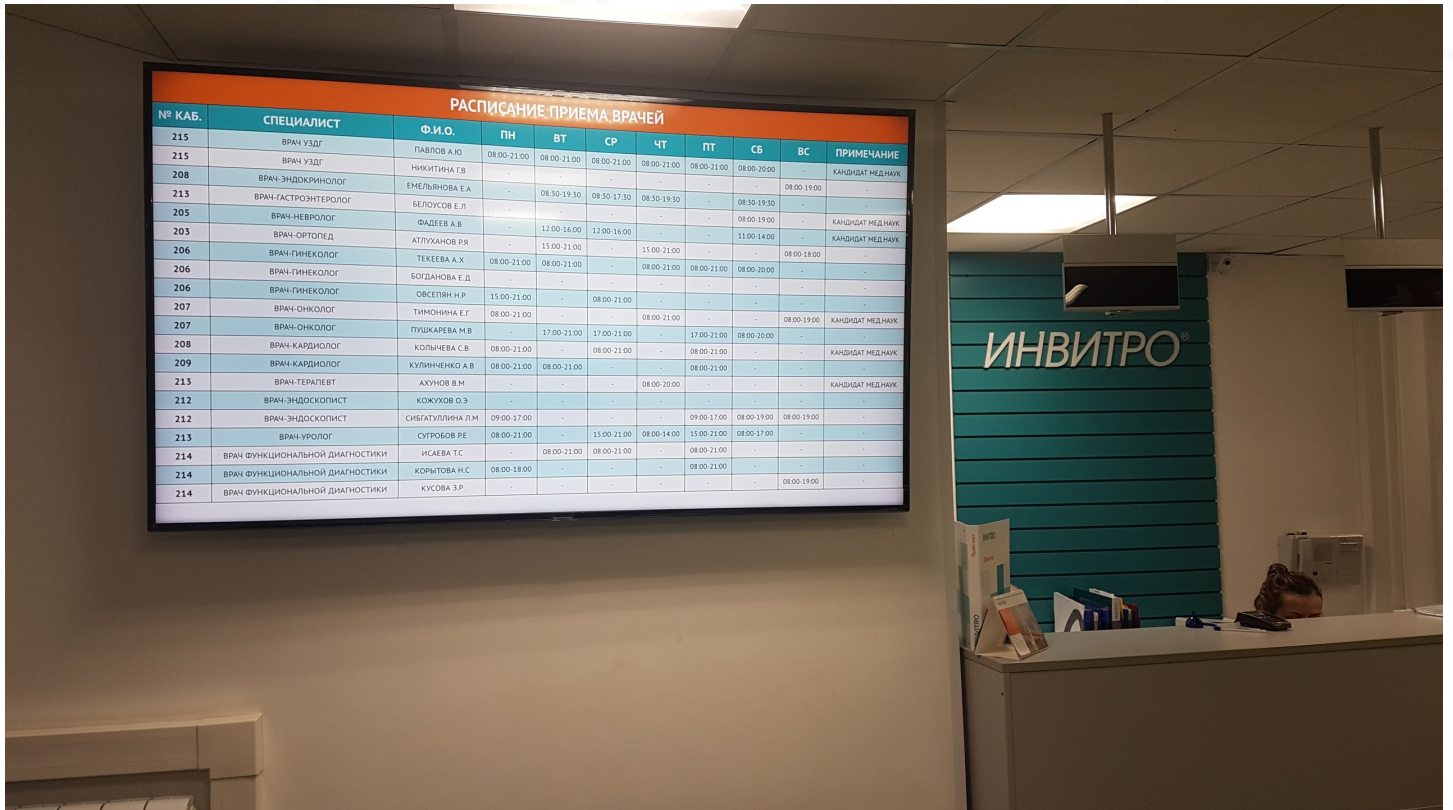 РАСПИСАНИЕ ПРИЕМА ВРАЧЕЙ
№ КАБ. СПЕЦИАЛИСТ Ф.И.О. ПН ВТ СР ЧТ ПТ СБ ВС ПРИМЕЧАНИЕ
215 ВРАЧ УЗДГ ПАВЛОВ А.Ю 08:00-21:00 08:00-21:00 08:00-21:00 08:00-21:00 08:00-21:00 08:00-20:00 - КАНДИДАТ МЕД.НАУК
215 ВРАЧ УЗДГ НИКИТИНА Г.В - - - - - - 08:00-19:00 -
208 ВРАЧ-ЭНДОКРИНОЛОГ ЕМЕЛЬЯНОВА Е.А - 08:30-19:30 08:30-17:30 08:30-19:30 - 08:30-19:30 - -
213 ВРАЧ-ГАСТРОЭНТЕРОЛОГ БЕЛОУСОВ Е.Л - - - - - 08:00-19:00 - КАНДИДАТ МЕД.НАУК
205 ВРАЧ-НЕВРОЛОГ ФАДЕЕВ А.В - 12:00-16:00 12:00-16:00 - - 11:00-14:00 - КАНДИДАТ МЕД.НАУК
203 ВРАЧ-ОРТОПЕД АТЛУХАНОВ Р.Я - 15:00-21:00 - 15:00-21:00 - - 08:00-18:00 -
206 ВРАЧ-ГИНЕКОЛОГ ТЕКЕЕВА А.Х 08:00-21:00 08:00-21:00 - 08:00-21:00 08:00-21:00 08:00-20:00 - -
206 ВРАЧ-ГИНЕКОЛОГ БОГДАНОВА Е.Д - - - - - - - -
206 ВРАЧ-ГИНЕКОЛОГ ОВСЕПЯН Н.Р 15:00-21:00 - 08:00-21:00 - - - - -
207 ВРАЧ-ОНКОЛОГ ТИМОНИНА Е.Г 08:00-21:00 - - 08:00-21:00 - - 08:00-19:00 КАНДИДАТ МЕД.НАУК
207 ВРАЧ-ОНКОЛОГ ПУШКАРЕВА М.В - 17:00-21:00 17:00-21:00 - 17:00-21:00 08:00-20:00 - -
208 ВРАЧ-КАРДИОЛОГ КОЛЫЧЕВА С.В 08:00-21:00 - 08:00-21:00 - 08:00-21:00 - - КАНДИДАТ МЕД.НАУК
209 ВРАЧ-КАРДИОЛОГ КУЛИНЧЕНКО А.В 08:00-21:00 08:00-21:00 - - 08:00-21:00 - - -
213 ВРАЧ-ТЕРАПЕВТ АХУНОВ В.М - - - 08:00-20:00 - - - КАНДИДАТ МЕД.НАУК
212 ВРАЧ-ЭНДОСКОПИСТ КОЖУХОВ О.Э - - - - - - - -
212 ВРАЧ-ЭНДОСКОПИСТ СИБГАТУЛЛИНА Л.М 09:00-17:00 - - - 09:00-17:00 08:00-19:00 08:00-19:00 -
213 ВРАЧ-УРОЛОГ СУГРОБОВ Р.Е 08:00-21:00 - 15:00-21:00 08:00-14:00 15:00-21:00 08:00-17:00 - -
214 ВРАЧ ФУНКЦИОНАЛЬНОЙ ДИАГНОСТИКИ ИСАЕВА Т.С - 08:00-21:00 08:00-21:00 - 08:00-21:00 - - -
214 ВРАЧ ФУНКЦИОНАЛЬНОЙ ДИАГНОСТИКИ КОРЫТОВА Н.С 08:00-18:00 - - - 08:00-21:00 - - -
214 ВРАЧ ФУНКЦИОНАЛЬНОЙ ДИАГНОСТИКИ КУСОВА З.Р - - - - - - 08:00-19:00 -
ИНВИТРО®